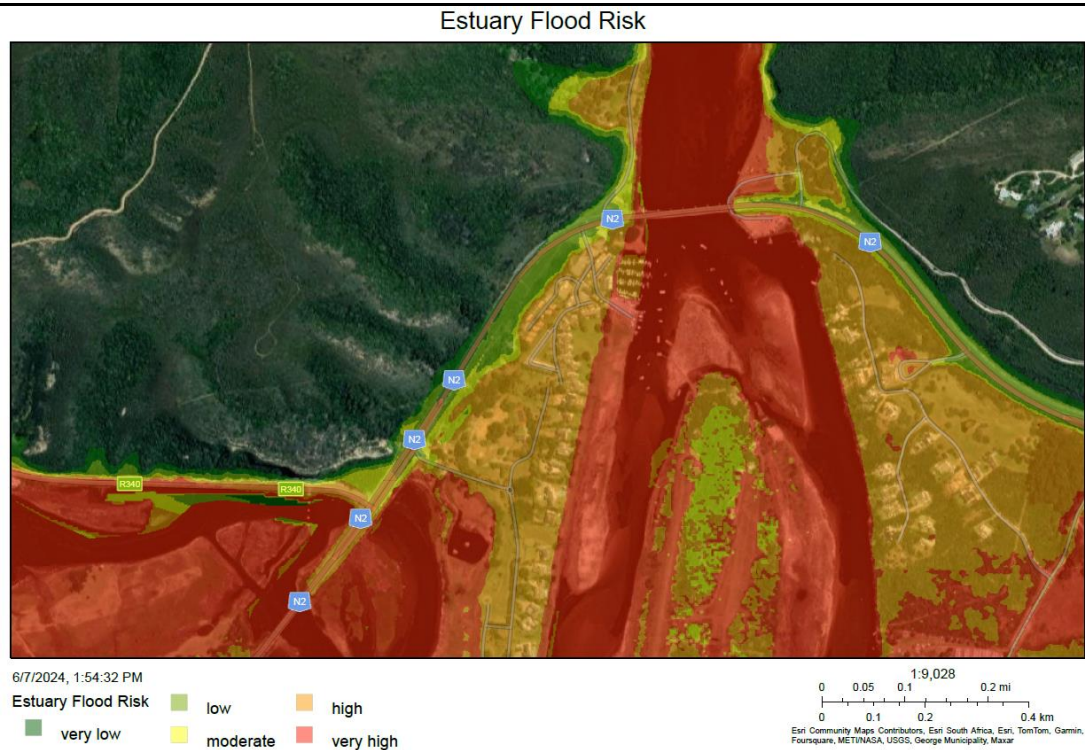 Estuary Flood Risk
N2
N2
N2
N2
R340
R340
N2
N2
6/7/2024, 1:54:32 PM
Estuary Flood Risk
very low
low
moderate
high
very high
1:9,028
0 0.05 0.1 0.2 mi
0 0.1 0.2 0.4 km
Esri Community Maps Contributors, Esri South Africa, Esri, TomTom, Garmin,
Foursquare, METI/NASA, USGS, George Municipality, Maxar